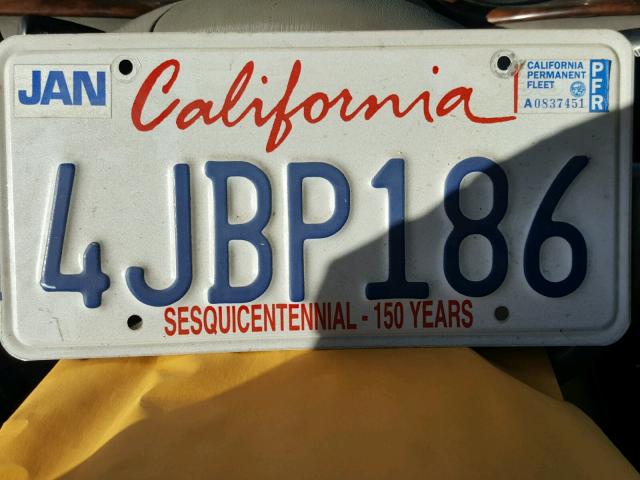 JAN
California
CALIFORNIA
PERMANENT
FLEET
A0837451
PFR
4JBP186
SESQUICENTENNIAL - 150 YEARS